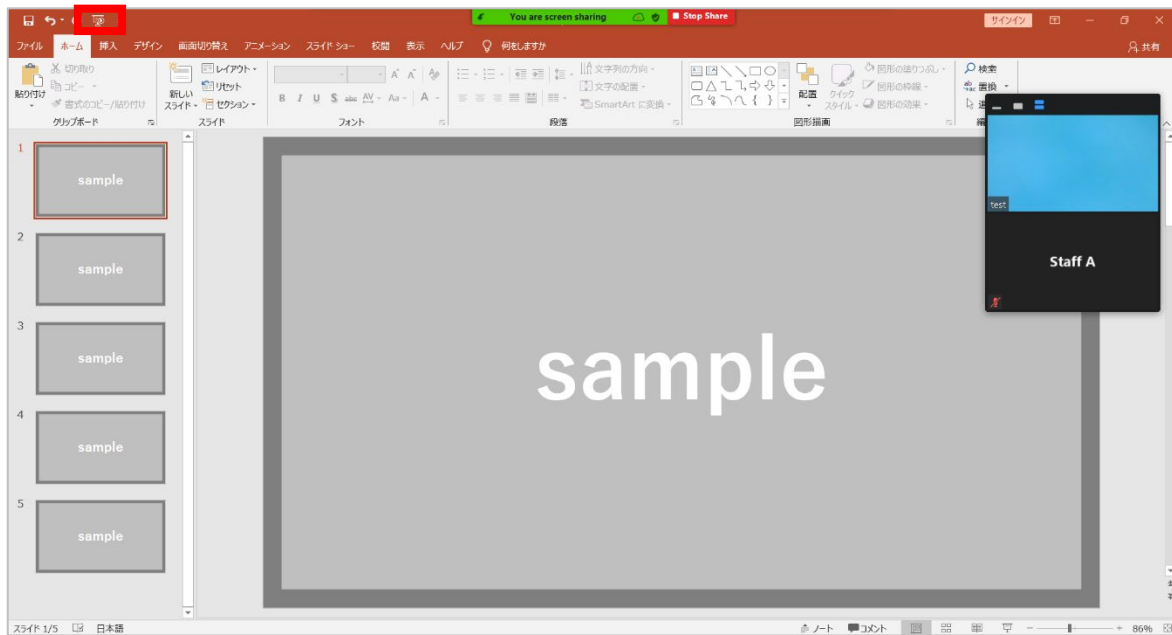 You are screen sharing Stop Share サインイン
ファイル ホーム 挿入 デザイン 画面切り替え アニメーション スライド ショー 校閲 表示 ヘルプ 何をしますか 共有
切り取り レイアウト 文字列の方向 図形の塗りつぶし 検索
コピー リセット 文字の配置 図形の枠線 置換
貼り付け 書式のコピー/貼り付け 新しいスライド セクション B I U S abc AV Aa A SmartArt に変換 配置 クイックスタイル 図形の効果
クリップボード スライド フォント 段落 図形描画
test
Staff A
1
sample
2
sample
3
sample
4
sample
5
sample
sample
スライド 1/5 日本語 ノート コメント 86%